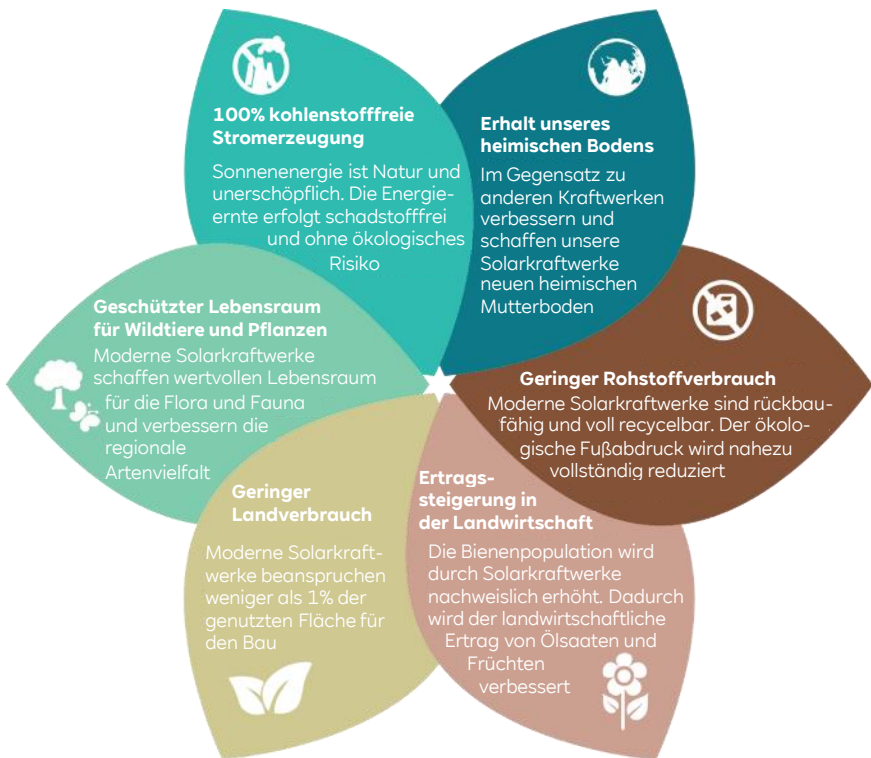 100% kohlenstofffreie
Stromerzeugung
Sonnenenergie ist Natur und
unerschöpflich. Die Energie-
ernte erfolgt schadstofffrei
und ohne ökologisches
Risiko
Erhalt unseres
heimischen Bodens
Im Gegensatz zu
anderen Kraftwerken
verbessern und
schaffen unsere
Solarkraftwerke
neuen heimischen
Mutterboden
Geschützter Lebensraum
für Wildtiere und Pflanzen
Moderne Solarkraftwerke
schaffen wertvollen Lebensraum
für die Flora und Fauna
und verbessern die
regionale
Artenvielfalt
Geringer Rohstoffverbrauch
Moderne Solarkraftwerke sind rückbau-
fähig und voll recycelbar. Der ökolo-
gische Fußabdruck wird nahezu
vollständig reduziert
Geringer
Landverbrauch
Moderne Solarkraft-
werke beanspruchen
weniger als 1% der
genutzten Fläche für
den Bau
Ertrags-
steigerung in
der Landwirtschaft
Die Bienenpopulation wird
durch Solarkraftwerke
nachweislich erhöht. Dadurch
wird der landwirtschaftliche
Ertrag von Ölsaaten und
Früchten
verbessert